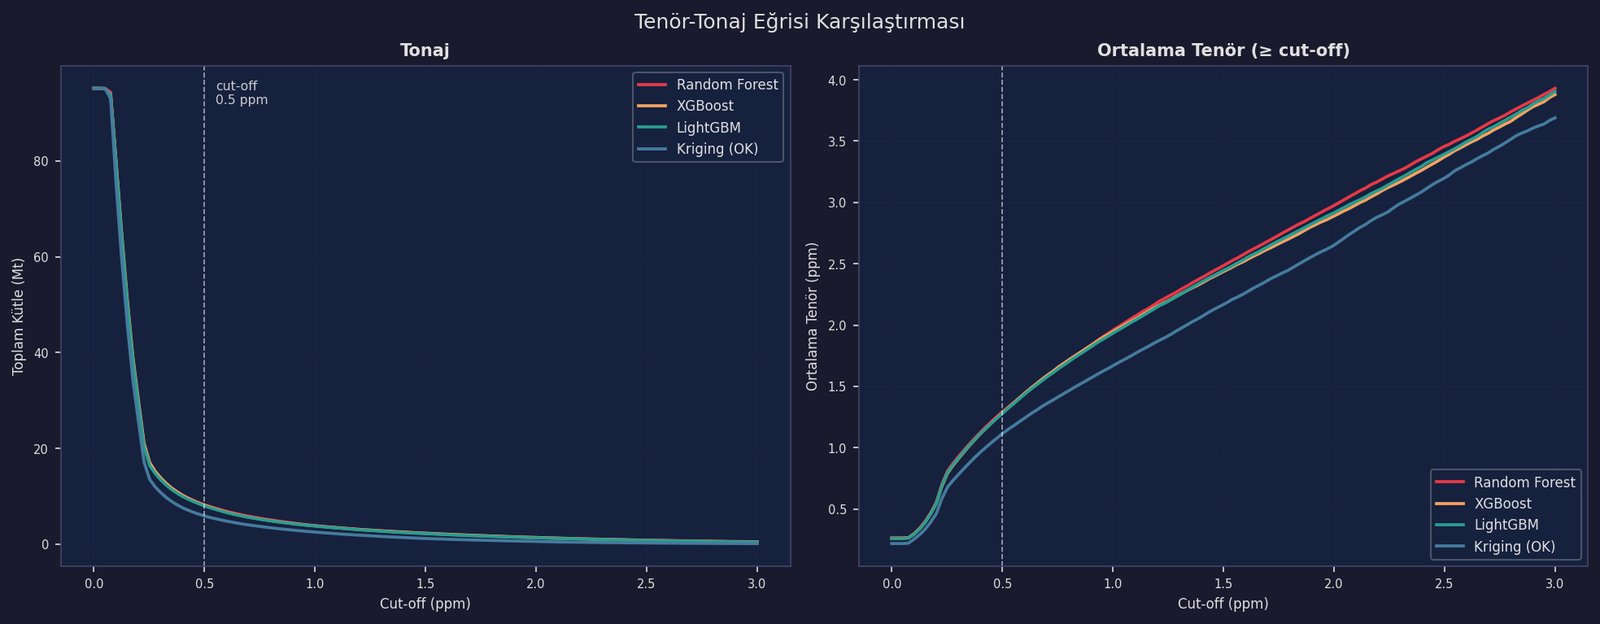 Tenör-Tonaj Eğrisi Karşılaştırması
Tonaj
Toplam Kütle (Mt)
80
60
40
20
0
cut-off
0.5 ppm
Random Forest
XGBoost
LightGBM
Kriging (OK)
0.0 0.5 1.0 1.5 2.0 2.5 3.0
Cut-off (ppm)
Ortalama Tenör (≥ cut-off)
Ortalama Tenör (ppm)
4.0
3.5
3.0
2.5
2.0
1.5
1.0
0.5
Random Forest
XGBoost
LightGBM
Kriging (OK)
0.0 0.5 1.0 1.5 2.0 2.5 3.0
Cut-off (ppm)